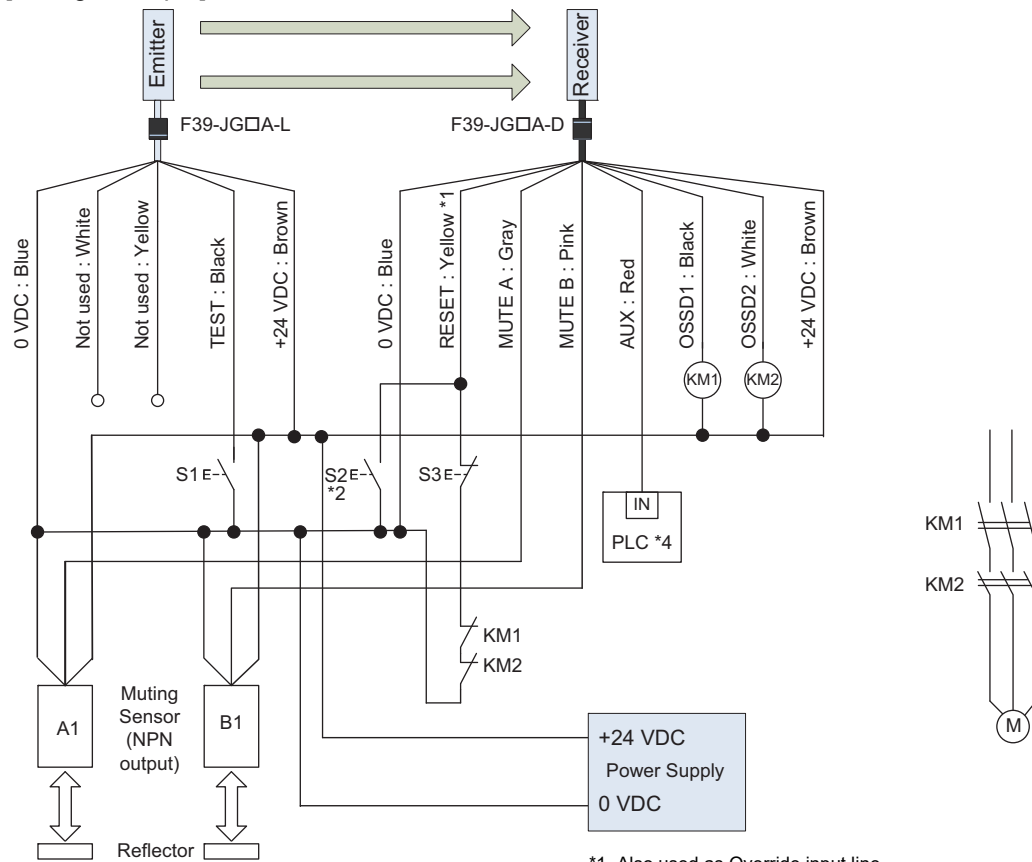 Emitter
Receiver
F39-JG□A-L
F39-JG□A-D
0 VDC : Blue
Not used : White
Not used : Yellow
TEST : Black
+24 VDC : Brown
0 VDC : Blue
RESET : Yellow *1
MUTE A : Gray
MUTE B : Pink
AUX : Red
OSSD1 : Black
OSSD2 : White
+24 VDC : Brown
KM1
KM2
S1
S2
*2
S3
IN
PLC *4
KM1
KM2
KM1
KM2
M
A1
Muting
Sensor
(NPN
output)
B1
+24 VDC
Power Supply
0 VDC
Reflector
*1 Also used as Override input line